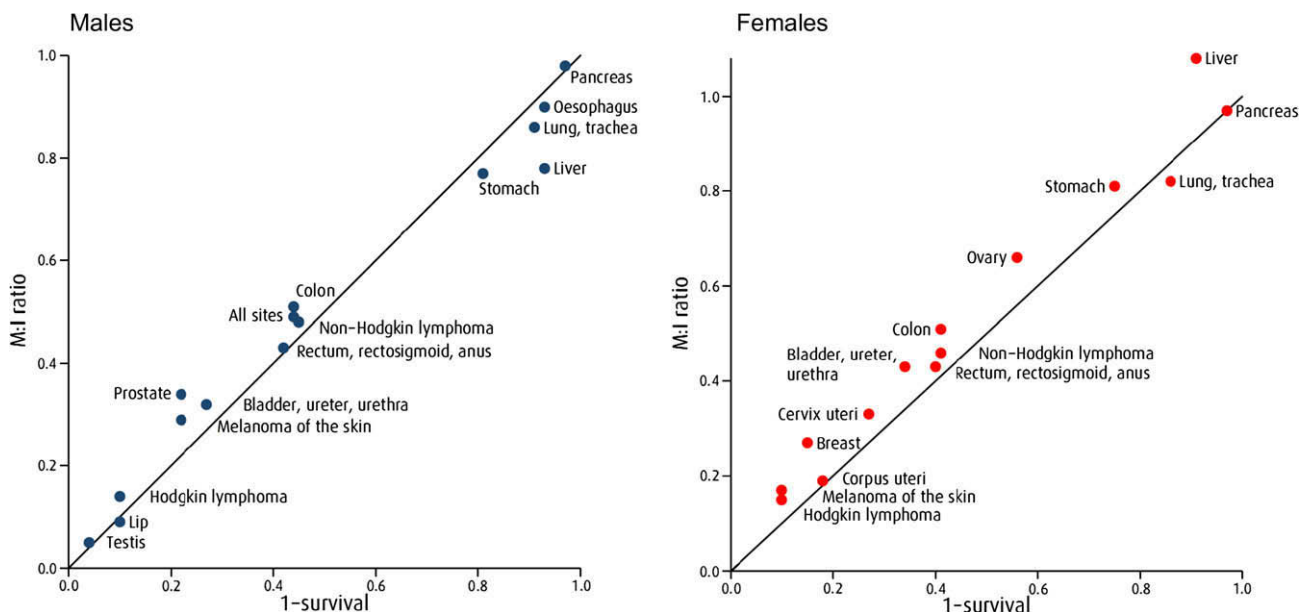 Males
M:I ratio
1.0
0.8
0.6
0.4
0.2
0.0
Pancreas
Oesophagus
Lung, trachea
Liver
Stomach
Colon
All sites
Non-Hodgkin lymphoma
Rectum, rectosigmoid, anus
Prostate
Bladder, ureter, urethra
Melanoma of the skin
Hodgkin lymphoma
Lip
Testis
0.0 0.2 0.4 0.6 0.8 1.0
1-survival
Females
M:I ratio
1.0
0.8
0.6
0.4
0.2
0.0
Liver
Pancreas
Stomach
Lung, trachea
Ovary
Colon
Bladder, ureter,
urethra
Non-Hodgkin lymphoma
Rectum, rectosigmoid, anus
Cervix uteri
Breast
Corpus uteri
Melanoma of the skin
Hodgkin lymphoma
0.0 0.2 0.4 0.6 0.8 1.0
1-survival